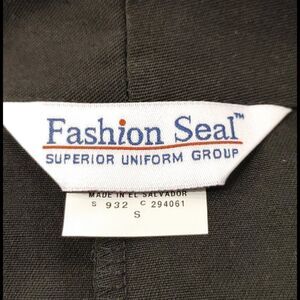 Fashion Seal™
SUPERIOR UNIFORM GROUP
MADE IN EL SALVADOR
S 932 C 294061
S